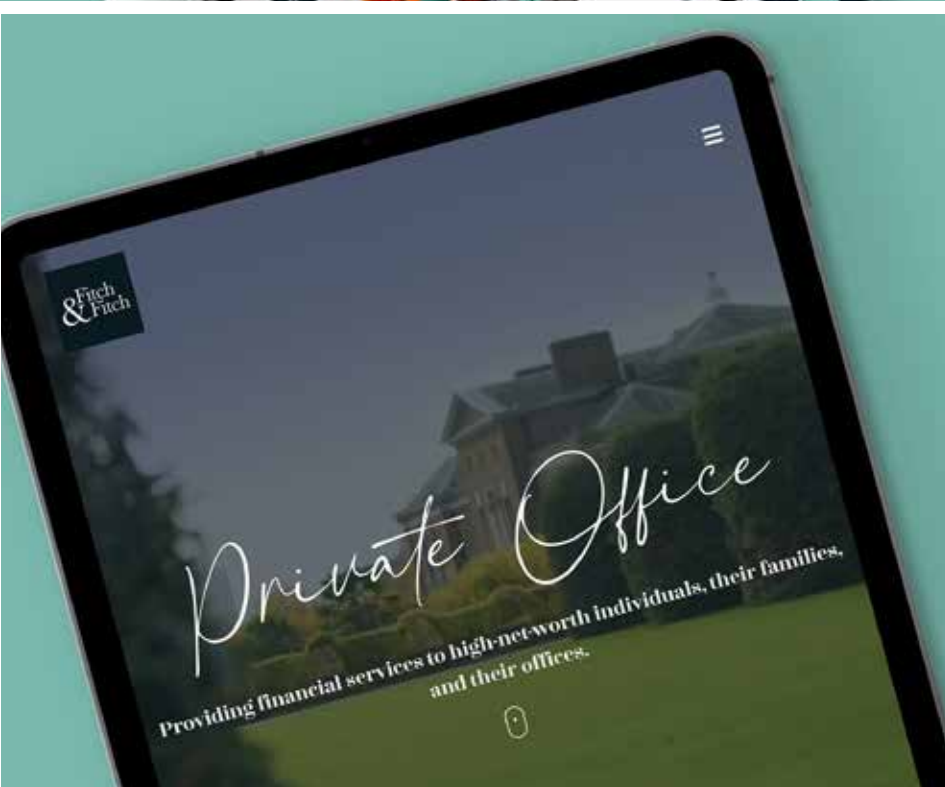 Fitch
& Fitch
Private Office
Providing financial services to high-net-worth individuals, their families,
and their offices.